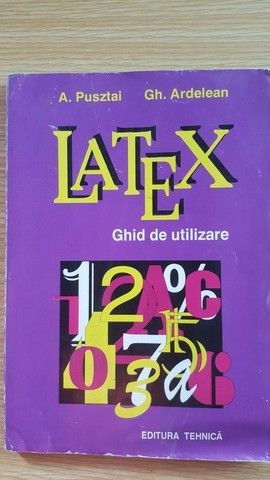 A. Pusztai Gh. Ardelean
LATEX
Ghid de utilizare
EDITURA TEHNICĂ